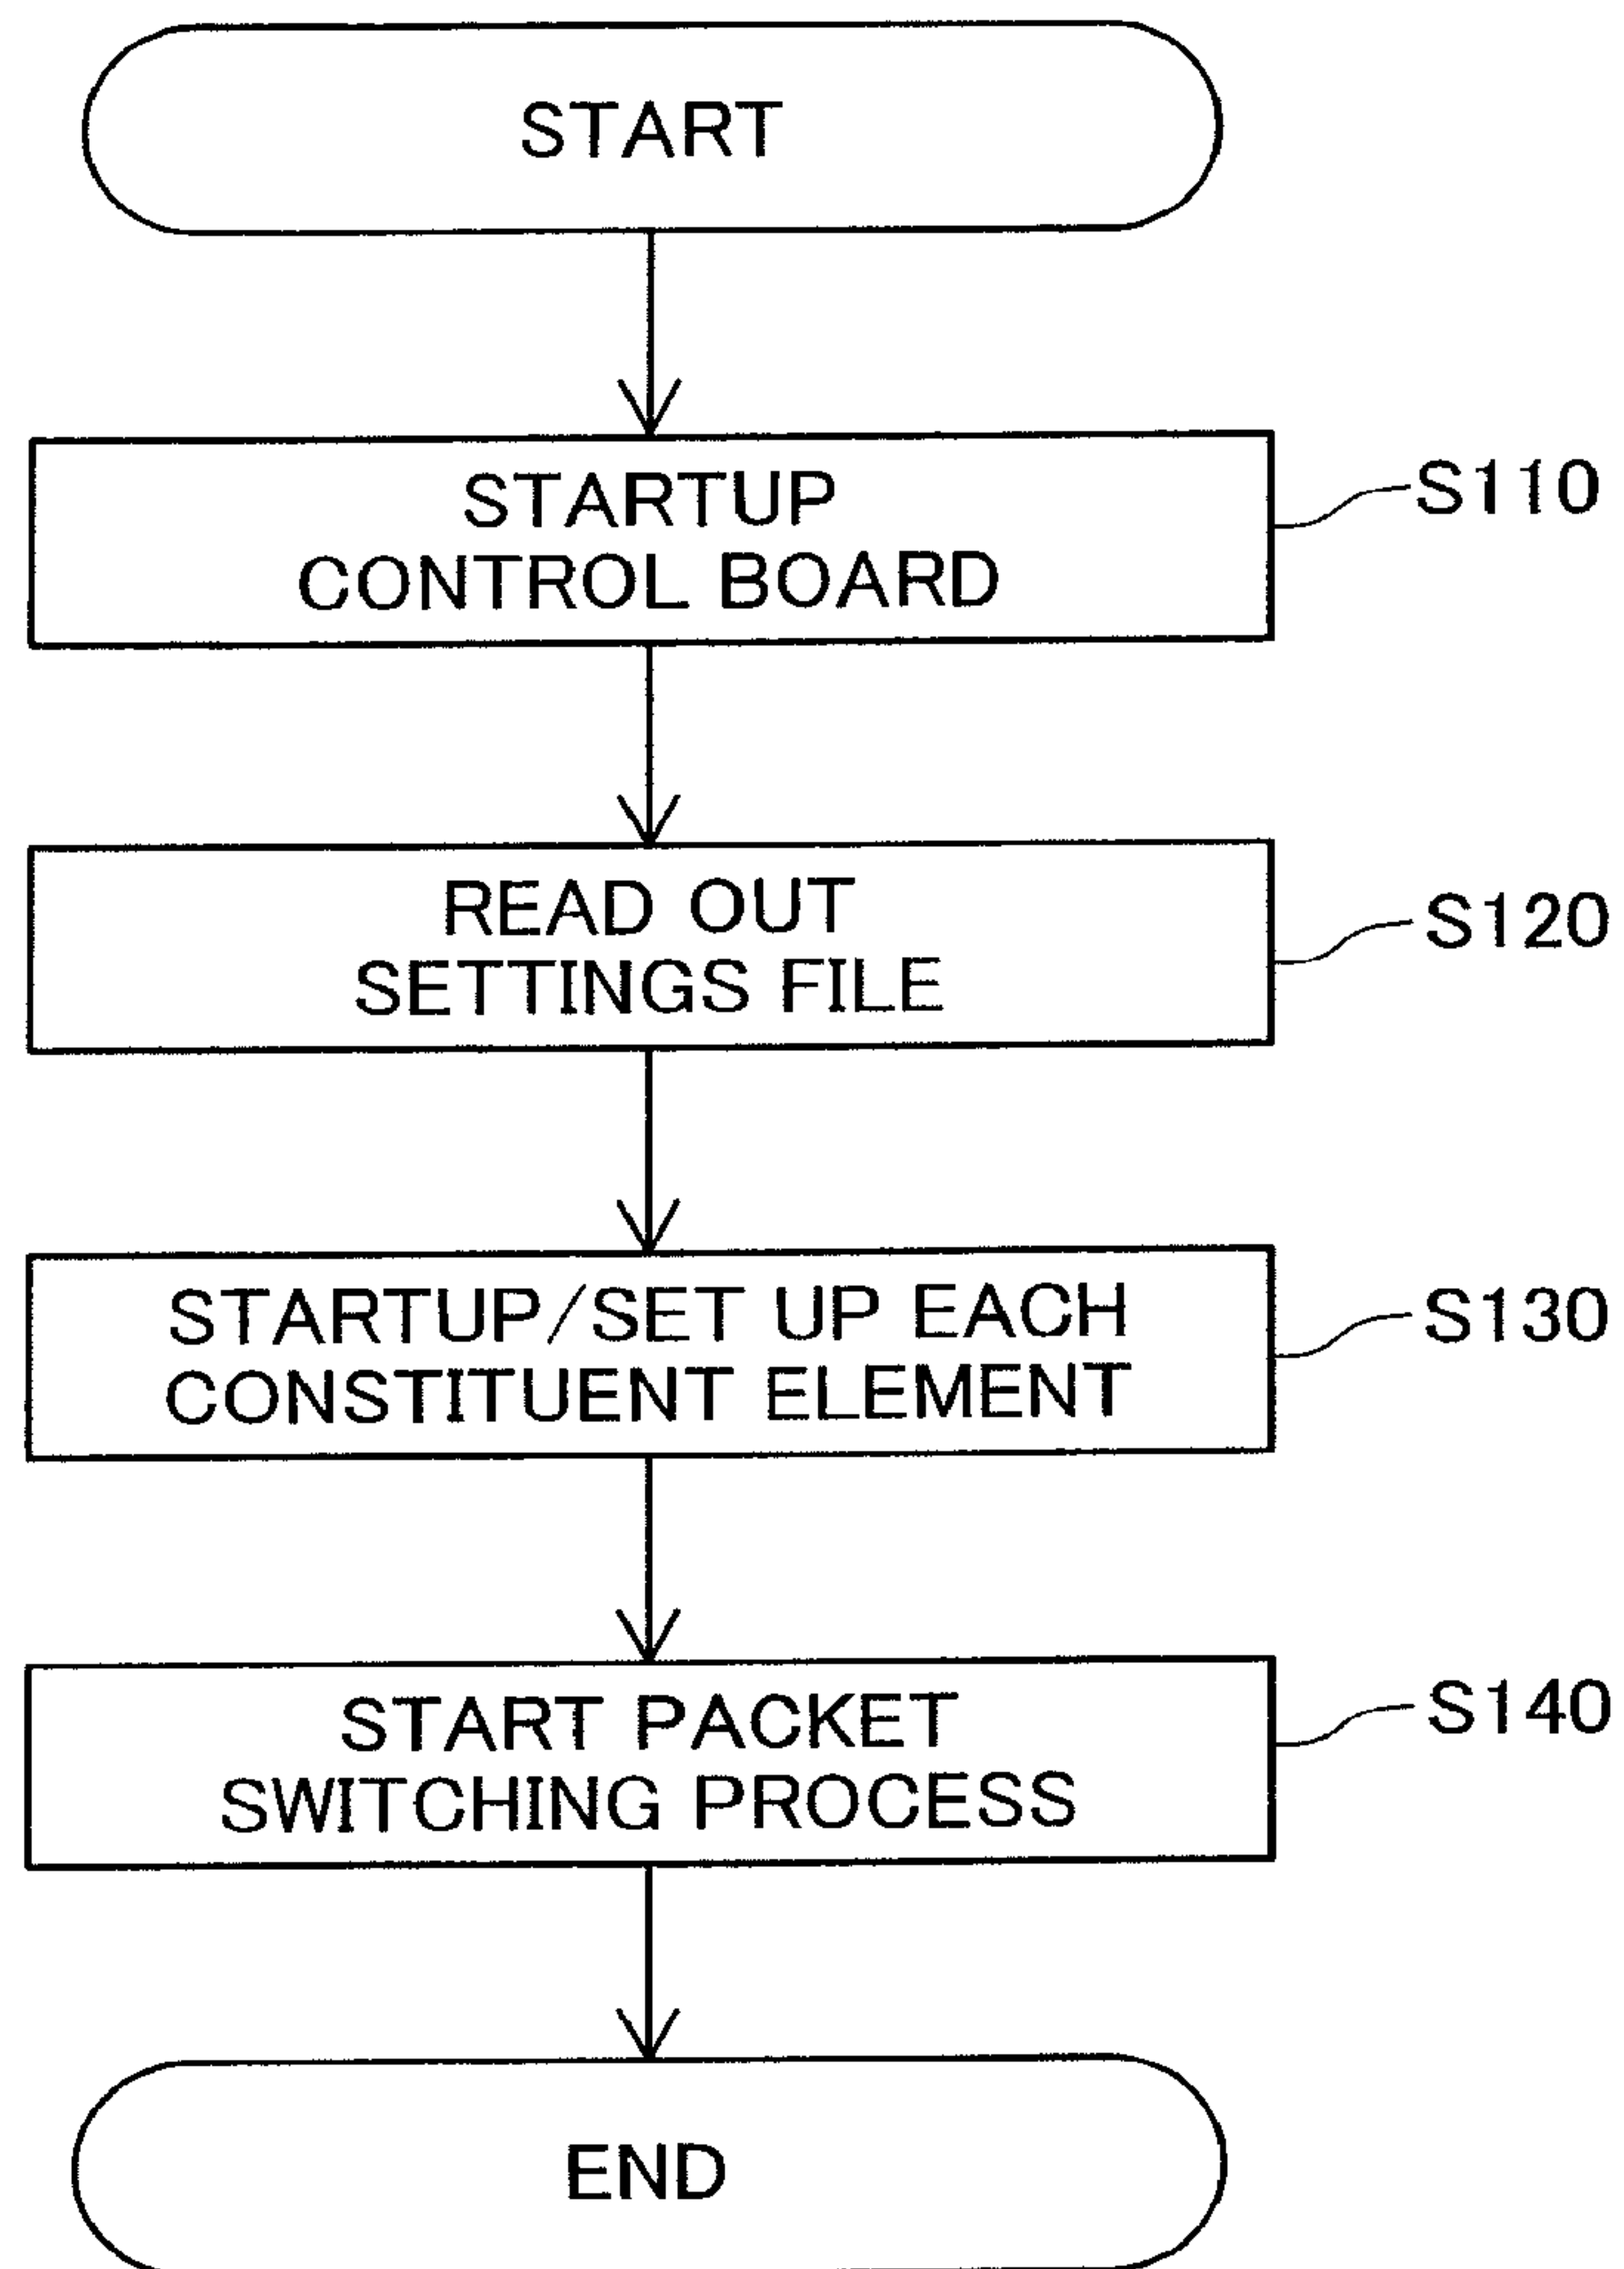 START
STARTUP
CONTROL BOARD
S110
READ OUT
SETTINGS FILE
S120
STARTUP/SET UP EACH
CONSTITUENT ELEMENT
S130
START PACKET
SWITCHING PROCESS
S140
END